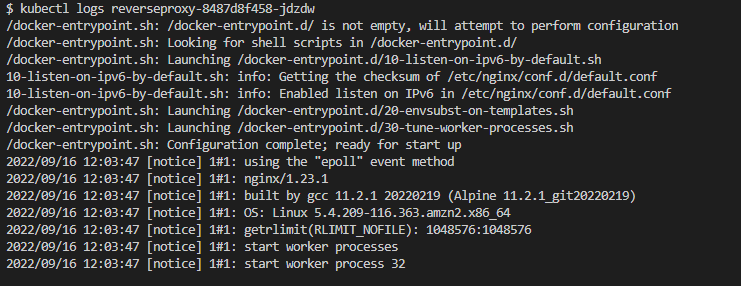 $ kubectl logs reverseproxy-8487d8f458-jdzdw
/docker-entrypoint.sh: /docker-entrypoint.d/ is not empty, will attempt to perform configuration
/docker-entrypoint.sh: Looking for shell scripts in /docker-entrypoint.d/
/docker-entrypoint.sh: Launching /docker-entrypoint.d/10-listen-on-ipv6-by-default.sh
10-listen-on-ipv6-by-default.sh: info: Getting the checksum of /etc/nginx/conf.d/default.conf
10-listen-on-ipv6-by-default.sh: info: Enabled listen on IPv6 in /etc/nginx/conf.d/default.conf
/docker-entrypoint.sh: Launching /docker-entrypoint.d/20-envsubst-on-templates.sh
/docker-entrypoint.sh: Launching /docker-entrypoint.d/30-tune-worker-processes.sh
/docker-entrypoint.sh: Configuration complete; ready for start up
2022/09/16 12:03:47 [notice] 1#1: using the "epoll" event method
2022/09/16 12:03:47 [notice] 1#1: nginx/1.23.1
2022/09/16 12:03:47 [notice] 1#1: built by gcc 11.2.1 20220219 (Alpine 11.2.1_git20220219)
2022/09/16 12:03:47 [notice] 1#1: OS: Linux 5.4.209-116.363.amzn2.x86_64
2022/09/16 12:03:47 [notice] 1#1: getrlimit(RLIMIT_NOFILE): 1048576:1048576
2022/09/16 12:03:47 [notice] 1#1: start worker processes
2022/09/16 12:03:47 [notice] 1#1: start worker process 32